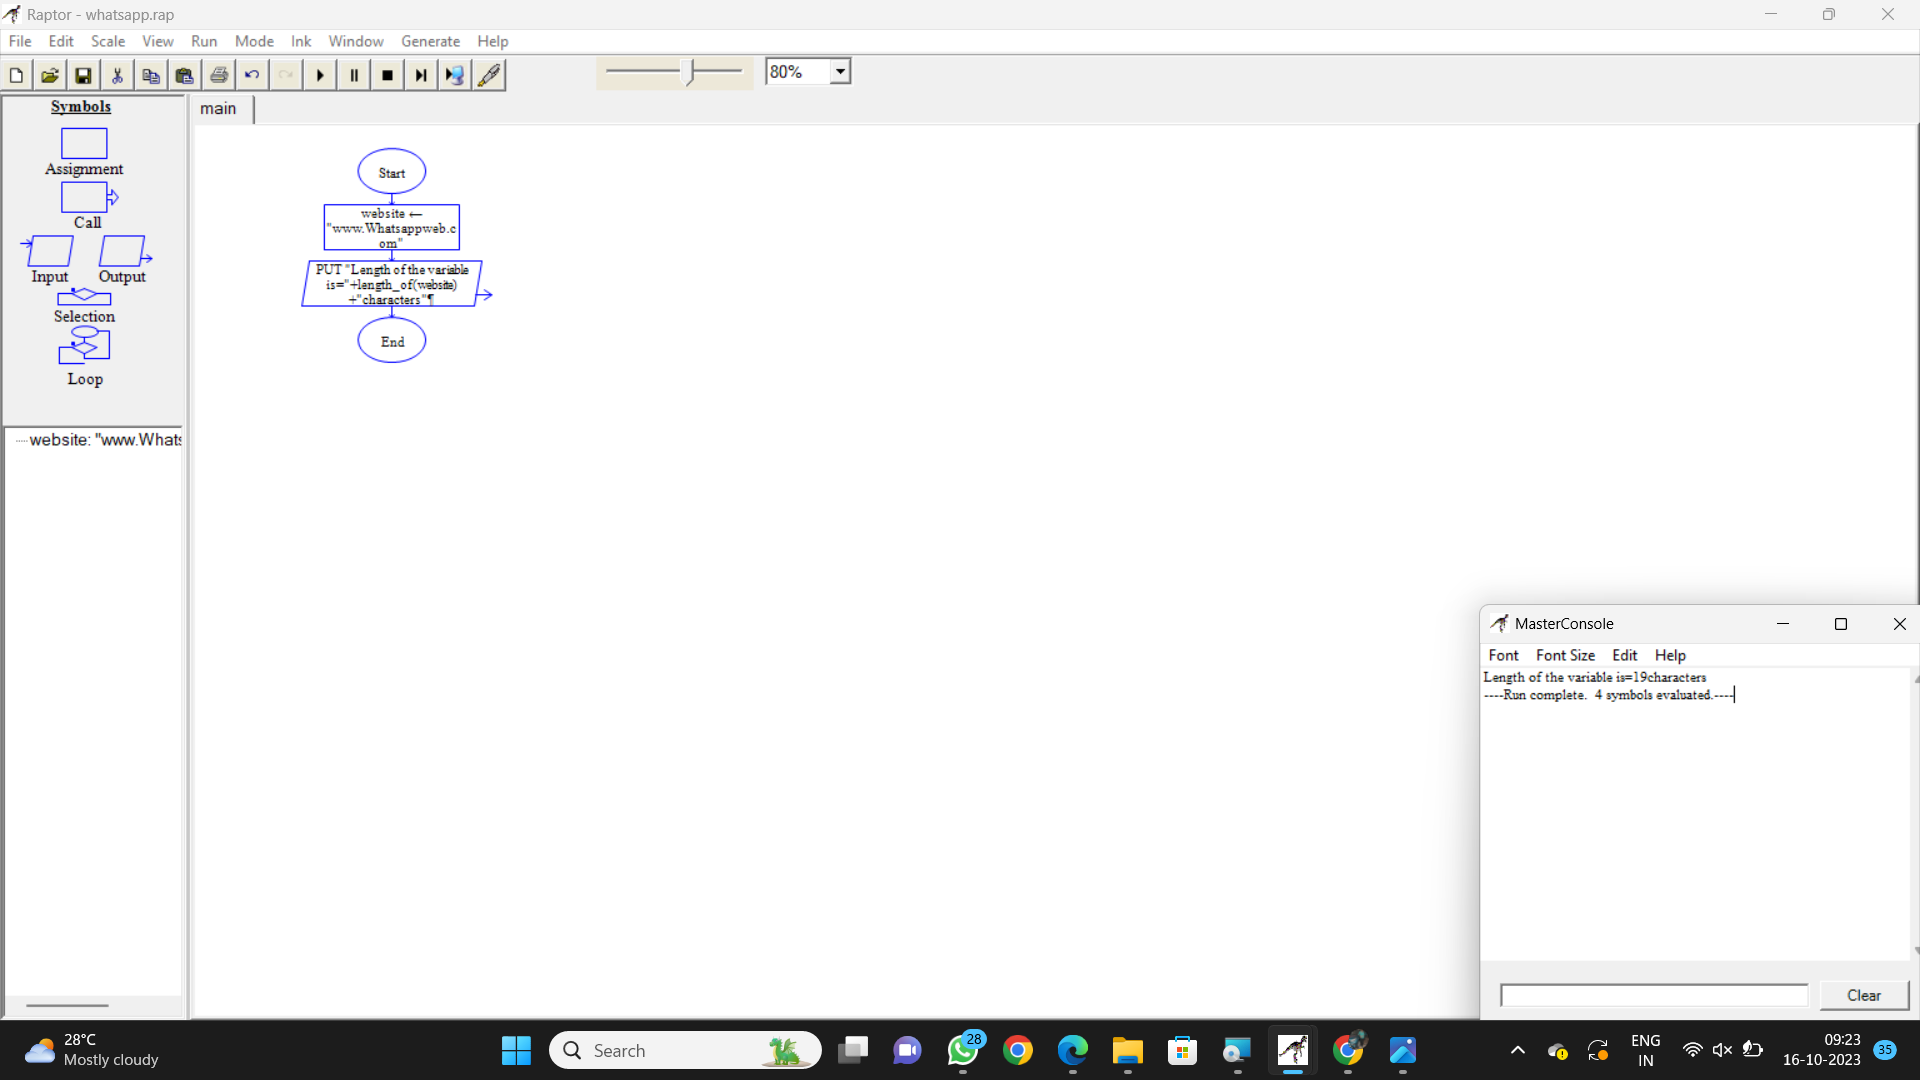 Raptor - whatsapp.rap
File Edit Scale View Run Mode Ink Window Generate Help
80%
Symbols
Assignment
Call
Input Output
Selection
Loop
website: "www.Whats
main
Start
website ←
"www.Whatsappweb.c
om"
PUT "Length of the variable
is="+length_of(website)
+"characters"¶
End
MasterConsole
Font Font Size Edit Help
Length of the variable is=19characters
----Run complete. 4 symbols evaluated.----
Clear
28°C
Mostly cloudy
Search
28
ENG
IN
09:23
16-10-2023
35